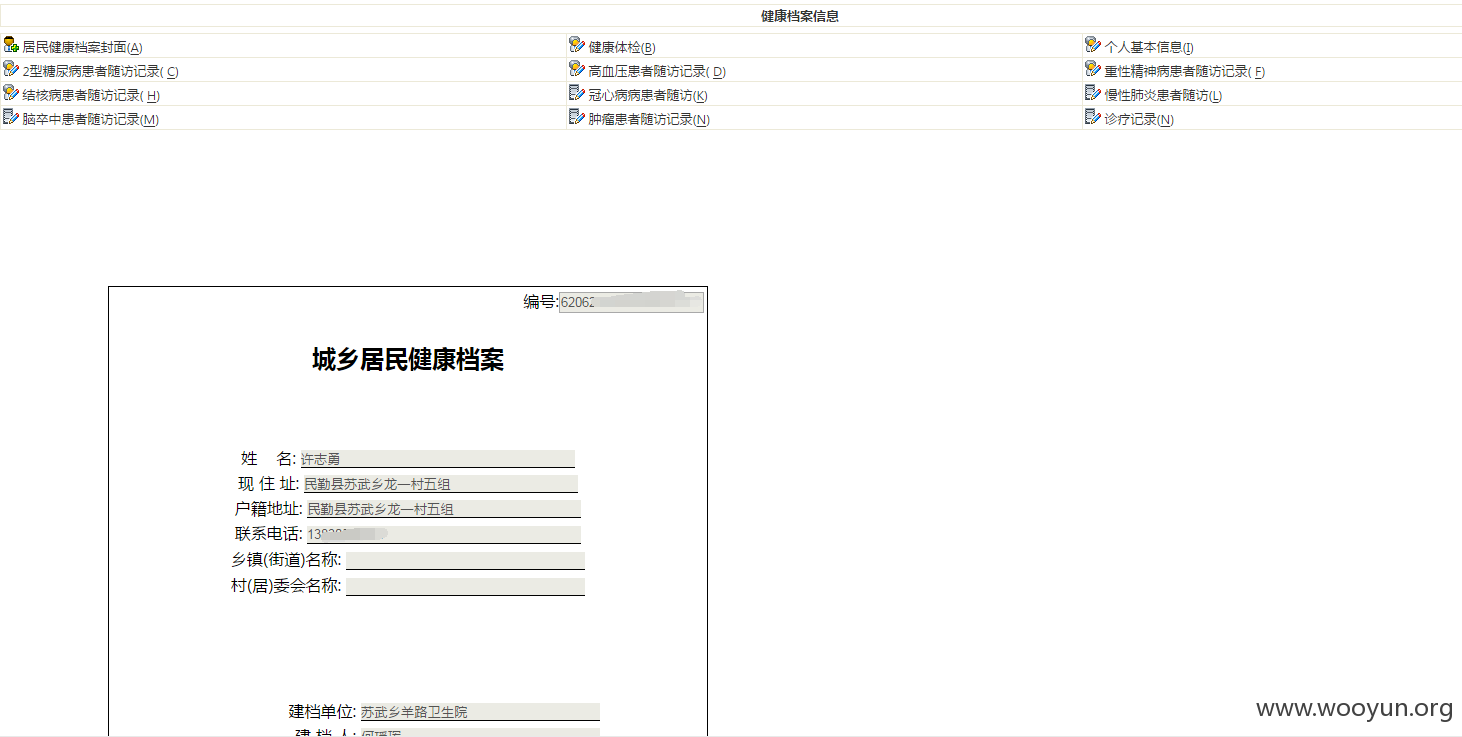 健康档案信息
居民健康档案封面(A) 健康体检(B) 个人基本信息(I)
2型糖尿病患者随访记录( C) 高血压患者随访记录( D) 重性精神病患者随访记录( F)
结核病患者随访记录( H) 冠心病病患者随访(K) 慢性肺炎患者随访(L)
脑卒中患者随访记录(M) 肿瘤患者随访记录(N) 诊疗记录(N)
编号:6206
城乡居民健康档案
姓 名: 许志勇
现 住 址: 民勤县苏武乡龙一村五组
户籍地址: 民勤县苏武乡龙一村五组
联系电话: 138
乡镇(街道)名称:
村(居)委会名称:
建档单位: 苏武乡羊路卫生院
建 档 人:
www.wooyun.org